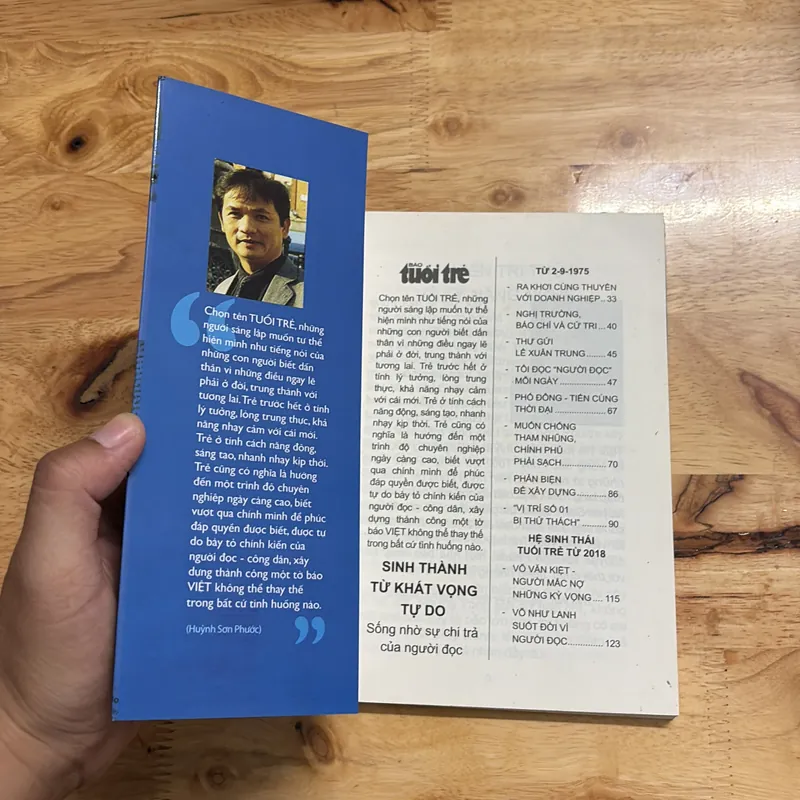 Chọn tên TUỔI TRẺ, những
người sáng lập muốn tự thể
hiện mình như tiếng nói của
những con người biết dấn
thân vì những điều ngay lẽ
phải ở đời, trung thành với
tương lai. Trẻ trước hết ở tính
lý tưởng, lòng trung thực, khả
năng nhạy cảm với cái mới.
Trẻ ở tính cách năng động,
sáng tạo, nhanh nhạy kịp thời.
Trẻ cũng có nghĩa là hướng
đến một trình độ chuyên
nghiệp ngày càng cao, biết
vượt qua chính mình để phúc
đáp quyền được biết, được tự
do bày tỏ chính kiến của
người đọc - công dân, xây
dựng thành công một tờ báo
VIỆT không thể thay thế
trong bất cứ tình huống nào.
(Huỳnh Sơn Phước)
BÁO
tuổi trẻ
Chọn tên TUỔI TRẺ, những
người sáng lập muốn tự thể
hiện mình như tiếng nói của
những con người biết dấn
thân vì những điều ngay lẽ
phải ở đời, trung thành với
tương lai. Trẻ trước hết ở
tính lý tưởng, lòng trung
thực, khả năng nhạy cảm
với cái mới. Trẻ ở tính cách
năng động, sáng tạo, nhanh
nhạy kịp thời. Trẻ cũng có
nghĩa là hướng đến một
trình độ chuyên nghiệp
ngày càng cao, biết vượt
qua chính mình để phúc
đáp quyền được biết, được
tự do bày tỏ chính kiến của
người đọc - công dân, xây
dựng thành công một tờ
báo VIỆT không thể thay thế
trong bất cứ tình huống nào.
SINH THÀNH
TỪ KHÁT VỌNG
TỰ DO
Sống nhờ sự chi trả
của người đọc
TỪ 2-9-1975
- RA KHƠI CÙNG THUYỀN
VỚI DOANH NGHIỆP.. 33
- NGHỊ TRƯỜNG,
BÁO CHÍ VÀ CỬ TRI... 40
- THƯ GỬI
LÊ XUÂN TRUNG........ 45
- TÔI ĐỌC "NGƯỜI ĐỌC"
MỖI NGÀY ................. 47
- PHÒ ĐỒNG - TIÊN CÙNG
THỜI ĐẠI .................... 67
- MUỐN CHỐNG
THAM NHŨNG,
CHÍNH PHỦ
PHẢI SẠCH................. 70
- PHẢN BIỆN
ĐỂ XÂY DỰNG ........... 86
- "VỊ TRÍ SỐ 01
BỊ THỬ THÁCH" .......... 90
HỆ SINH THÁI
TUỔI TRẺ TỪ 2018
- VÕ VĂN KIỆT -
NGƯỜI MẮC NỢ
NHỮNG KỲ VỌNG .... 115
- VÕ NHƯ LANH
SUỐT ĐỜI VÌ
NGƯỜI ĐỌC.............. 123